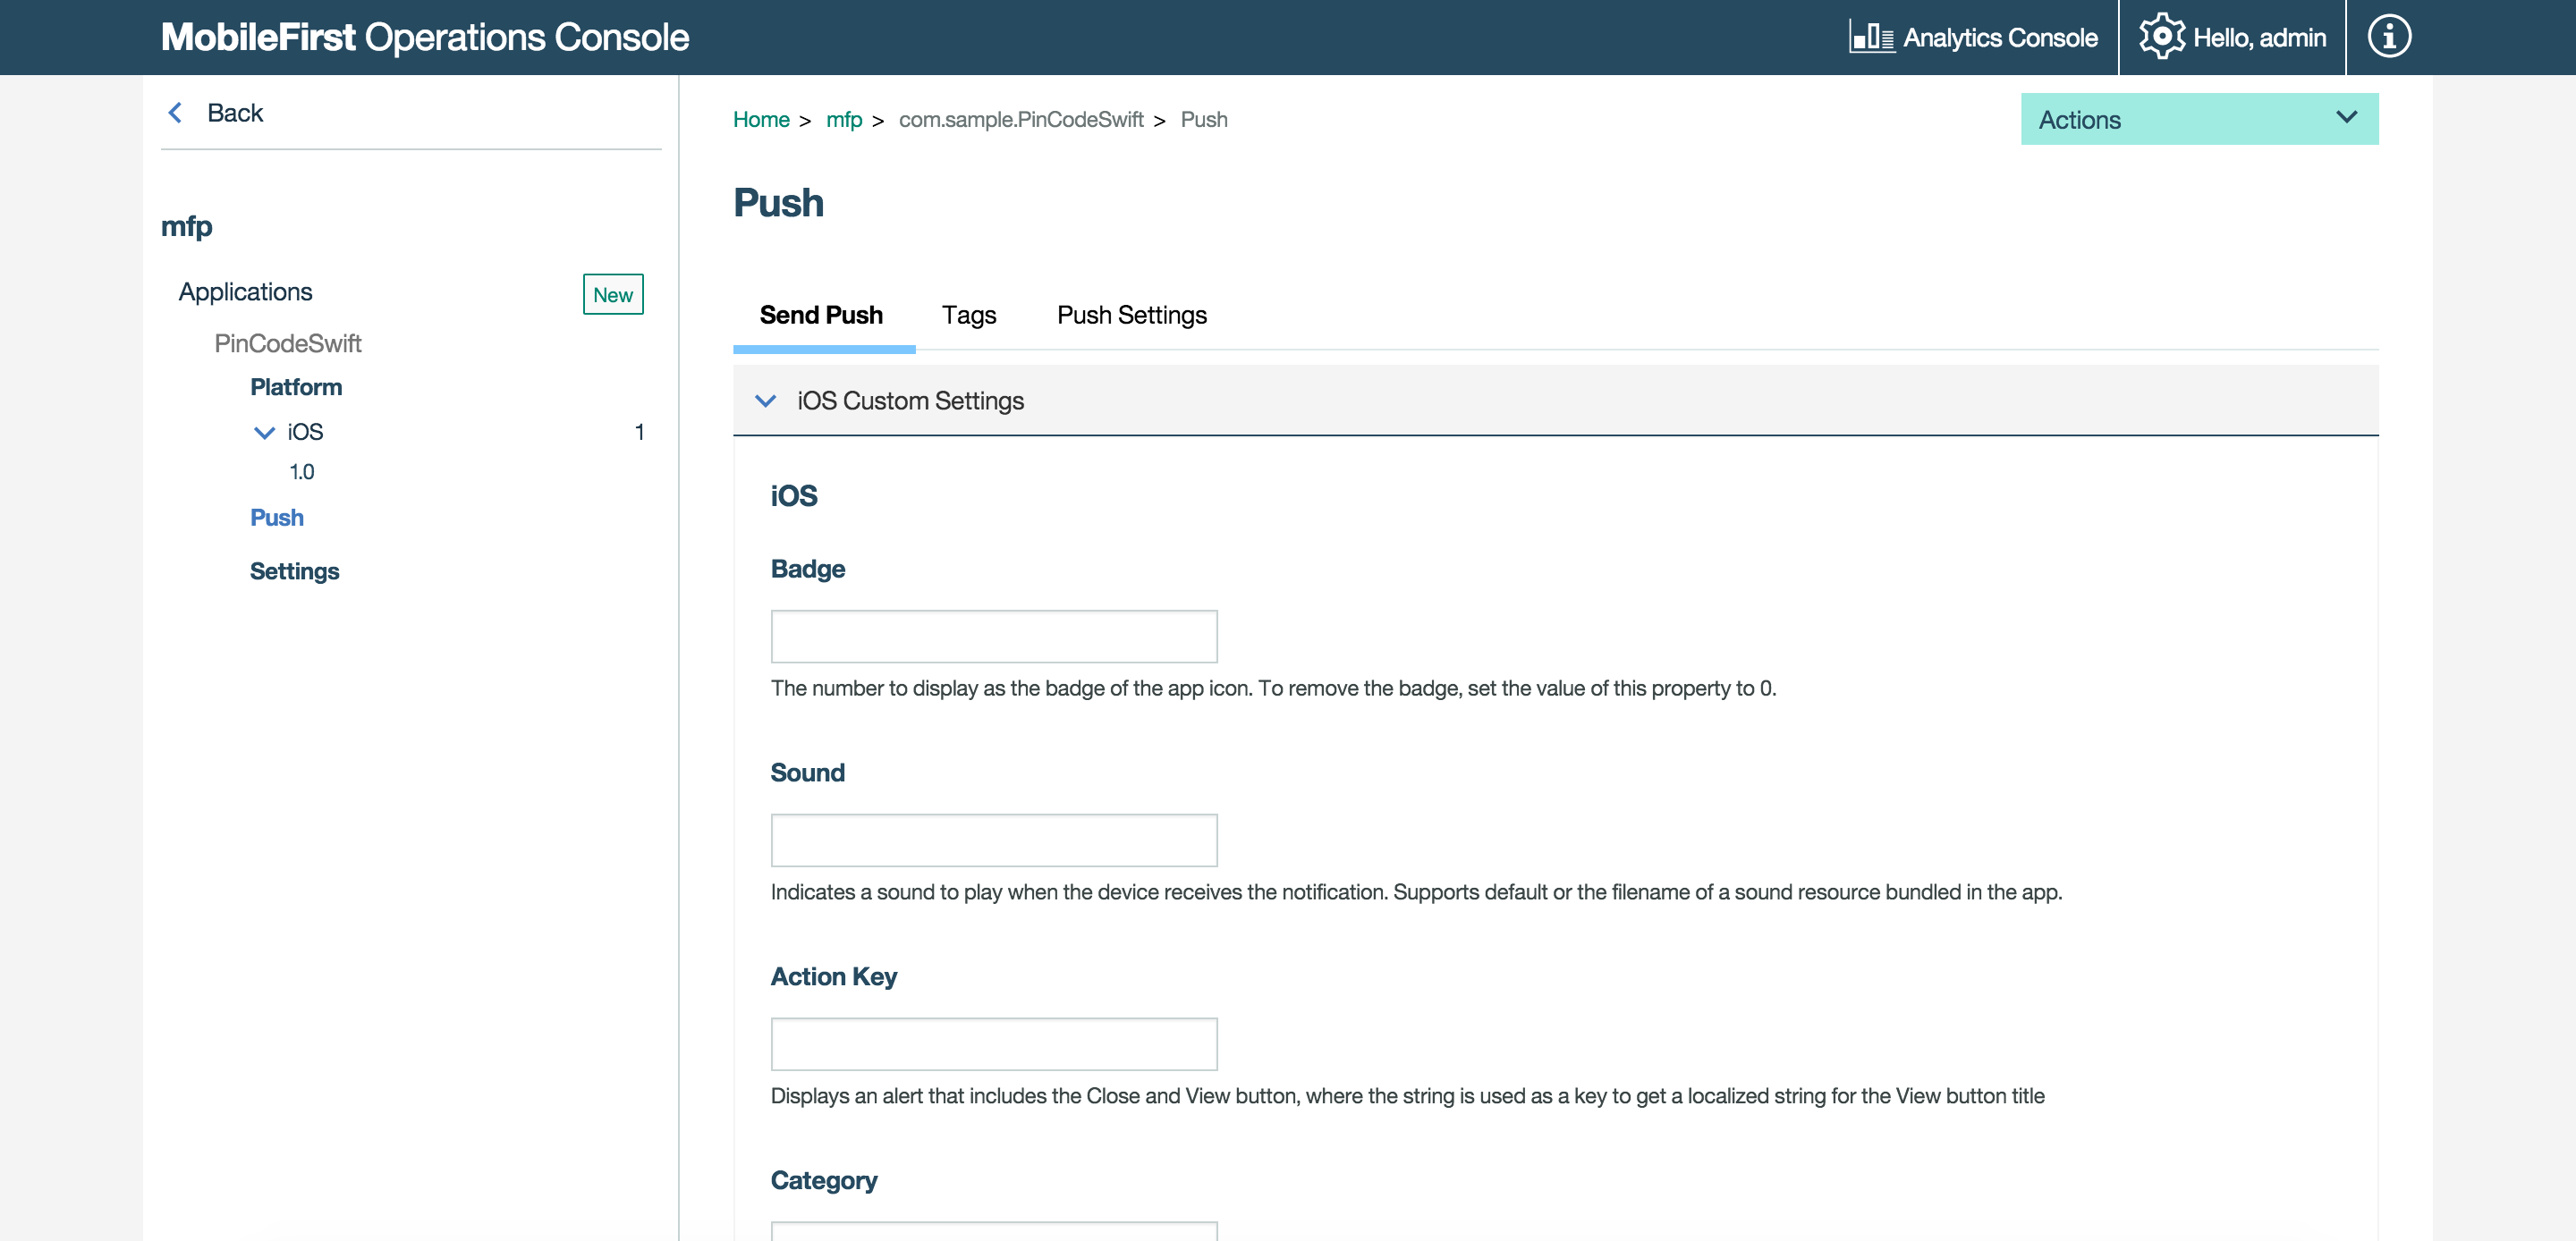 MobileFirst Operations Console
Analytics Console
Hello, admin
Back
mfp
Applications
New
PinCodeSwift
Platform
iOS
1
1.0
Push
Settings
Home > mfp > com.sample.PinCodeSwift > Push
Actions
Push
Send Push
Tags
Push Settings
iOS Custom Settings
iOS
Badge
The number to display as the badge of the app icon. To remove the badge, set the value of this property to 0.
Sound
Indicates a sound to play when the device receives the notification. Supports default or the filename of a sound resource bundled in the app.
Action Key
Displays an alert that includes the Close and View button, where the string is used as a key to get a localized string for the View button title
Category